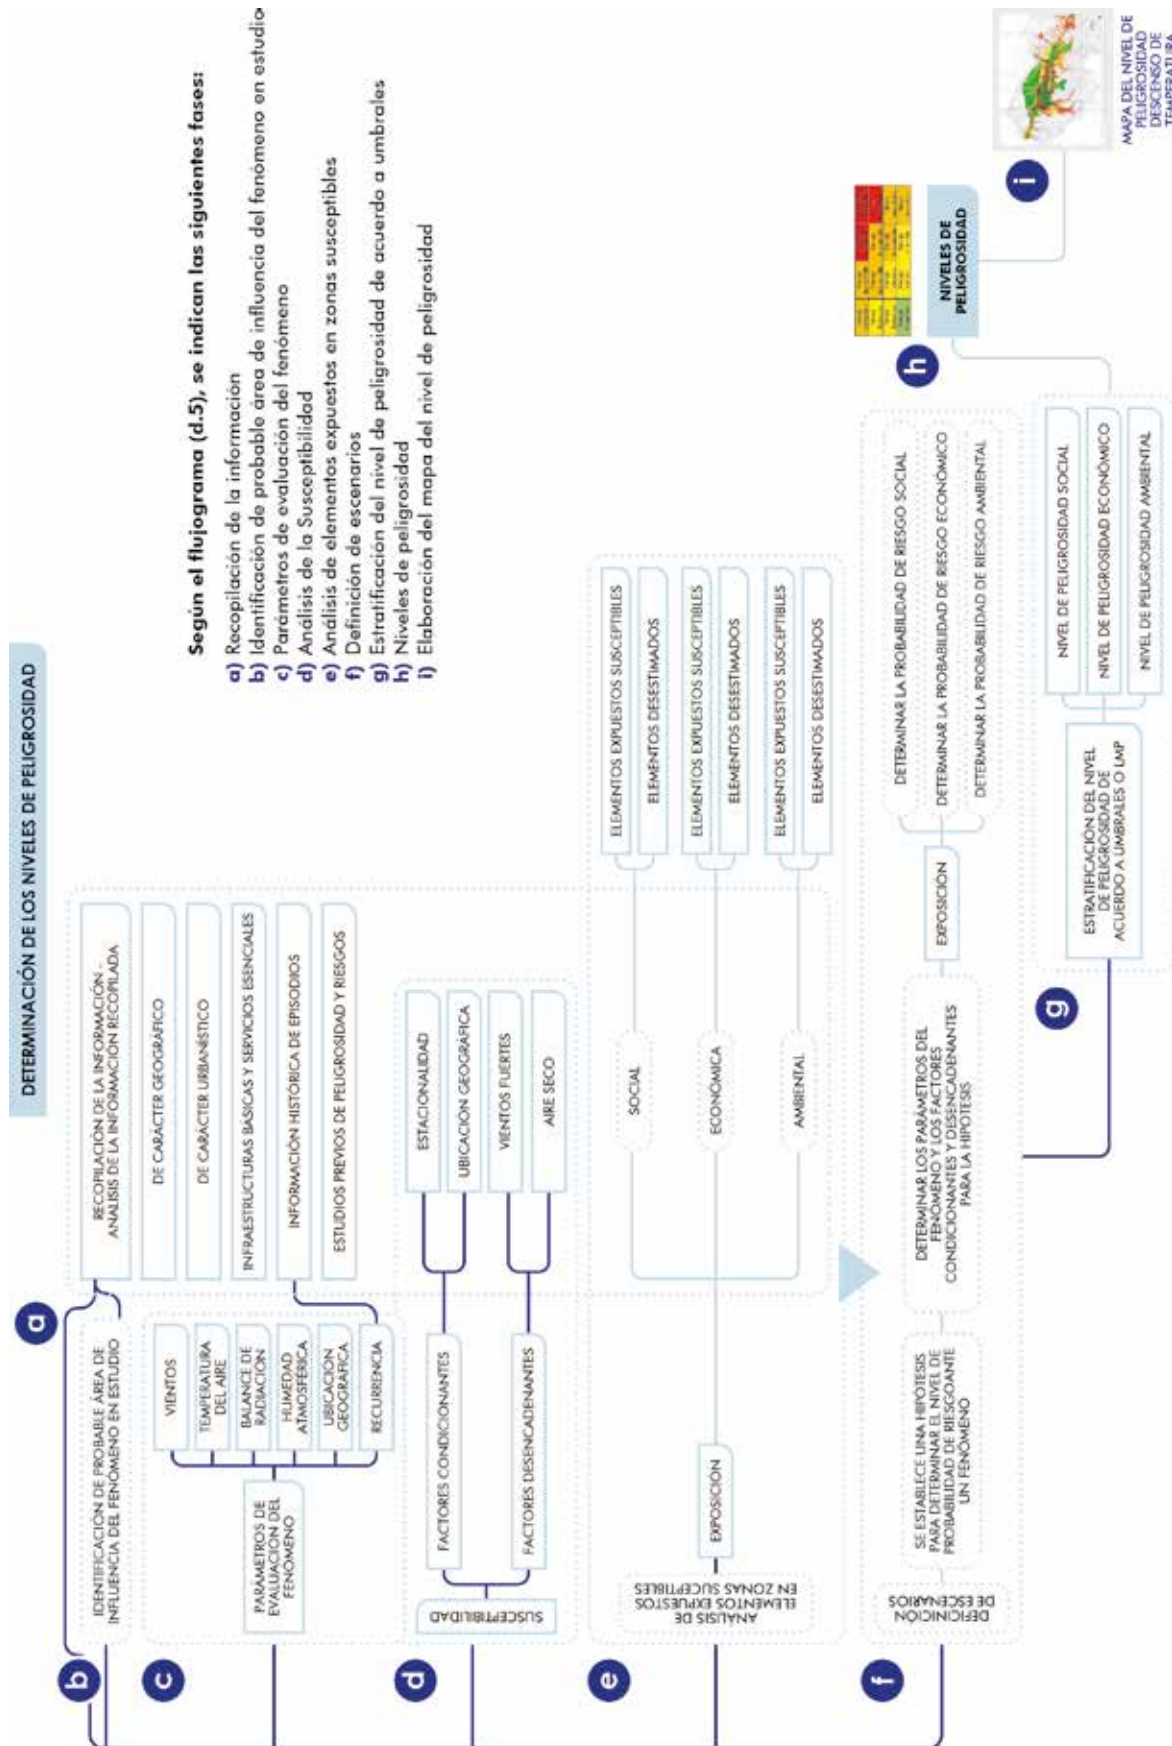 DETERMINACIÓN DE LOS NIVELES DE PELIGROSIDAD
a
RECOPILACIÓN DE LA INFORMACIÓN -
ANALISIS DE LA INFORMACIÓN RECOPILADA
DE CARACTER GEOGRÁFICO
DE CARÁCTER URBANÍSTICO
INFRAESTRUCTURAS BASICAS Y SERVICIOS ESENCIALES
INFORMACIÓN HISTÓRICA DE EPISODIOS
ESTUDIOS PREVIOS DE PELIGROSIDAD Y RIESGOS
Según el flujograma (d.5), se indican las siguientes fases:
a) Recopilación de la información
b) Identificación de probable área de influencia del fenómeno en estudio
c) Parámetros de evaluación del fenómeno
d) Análisis de la Susceptibilidad
e) Análisis de elementos expuestos en zonas susceptibles
f) Definición de escenarios
g) Estratificación del nivel de peligrosidad de acuerdo a umbrales
h) Niveles de peligrosidad
i) Elaboración del mapa del nivel de peligrosidad
b
IDENTIFICACIÓN DE PROBABLE ÁREA DE
INFLUENCIA DEL FENÓMENO EN ESTUDIO
c
PARÁMETROS DE
EVALUACION DEL
FENÓMENO
VIENTOS
TEMPERATURA
DEL AIRE
BALANCE DE
RADIACIÓN
HUMEDAD
ATMOSFÉRICA
UBICACIÓN
GEOGRÁFICA
RECURRENCIA
d
SUSCEPTIBILIDAD
FACTORES CONDICIONANTES
ESTACIONALIDAD
UBICACIÓN GEOGRÁFICA
FACTORES DESENCADENANTES
VIENTOS FUERTES
AIRE SECO
e
ANÁLISIS DE
ELEMENTOS EXPUESTOS
EN ZONAS SUSCEPTIBLES
EXPOSICIÓN
SOCIAL
ELEMENTOS EXPUESTOS SUSCEPTIBLES
ELEMENTOS DESESTIMADOS
ECONÓMICA
ELEMENTOS EXPUESTOS SUSCEPTIBLES
ELEMENTOS DESESTIMADOS
AMBIENTAL
ELEMENTOS EXPUESTOS SUSCEPTIBLES
ELEMENTOS DESESTIMADOS
f
DEFICINICIÓN
DE ESCENARIOS
SE ESTABLECE UNA HIPOTESIS
PARA DETERMINAR EL NIVEL DE
PROBABILIDAD DE RIESGOANTE
UN FENÓMENO
DETERMINAR LOS PARÁMETROS DEL
FENÓMENO Y LOS FACTORES
CONDICIONANTES Y DESENCADENANTES
PARA LA HIPOTESIS
EXPOSICIÓN
DETERMINAR LA PROBABILIDAD DE RIESGO SOCIAL
DETERMINAR LA PROBABILIDAD DE RIESGO ECONÓMICO
DETERMINAR LA PROBABILIDAD DE RIESGO AMBIENTAL
g
ESTRATIFICACIÓN DEL NIVEL
DE PELIGROSIDAD DE
ACUERDO A UMBRALES O LMP
NIVEL DE PELIGROSIDAD SOCIAL
NIVEL DE PELIGROSIDAD ECONÓMICO
NIVEL DE PELIGROSIDAD AMBIENTAL
h
NIVELES DE
PELIGROSIDAD
i
MAPA DEL NIVEL DE
PELIGROSIDAD
DESCENSO DE
TEMPERATURA